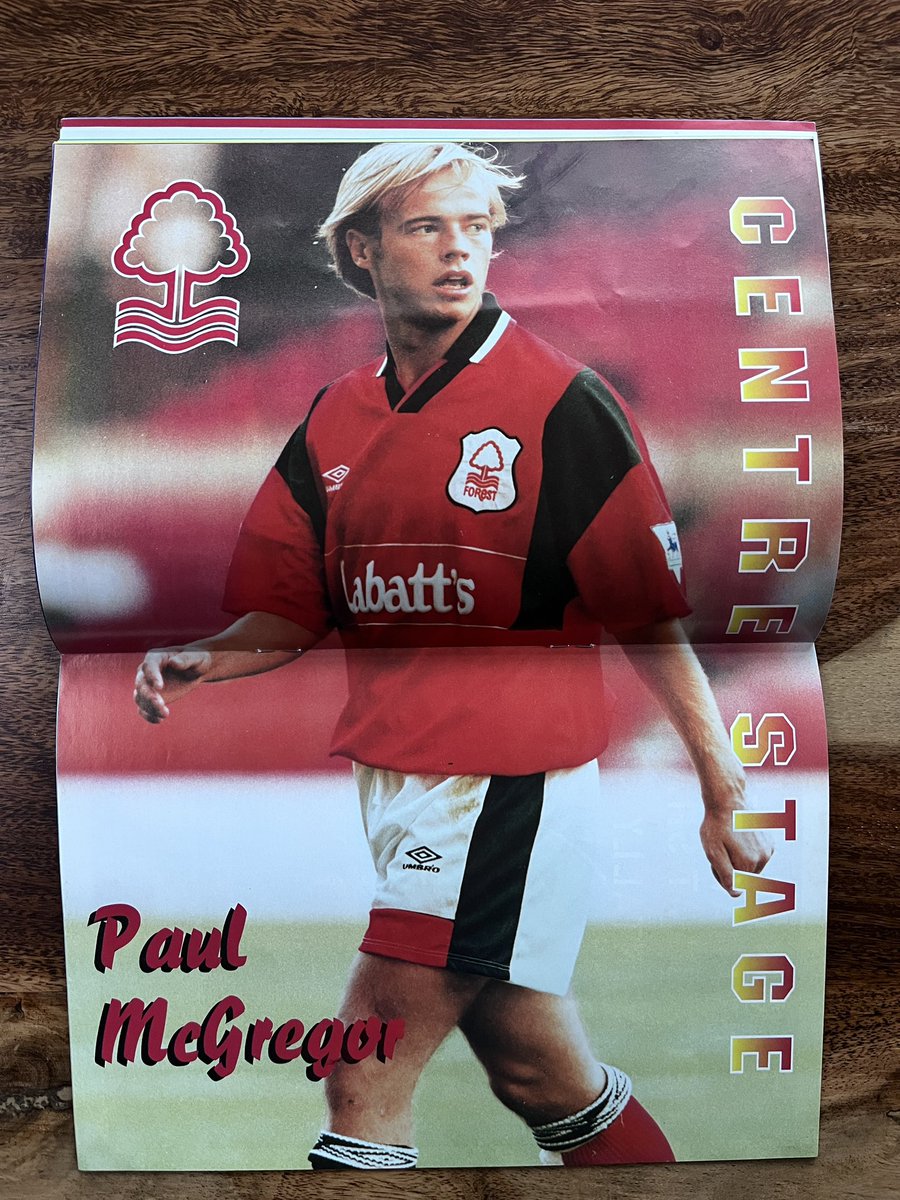 CENTRE STAGE
UMBRO
FOREST
Labatt's
UMBRO
Paul
McGregor